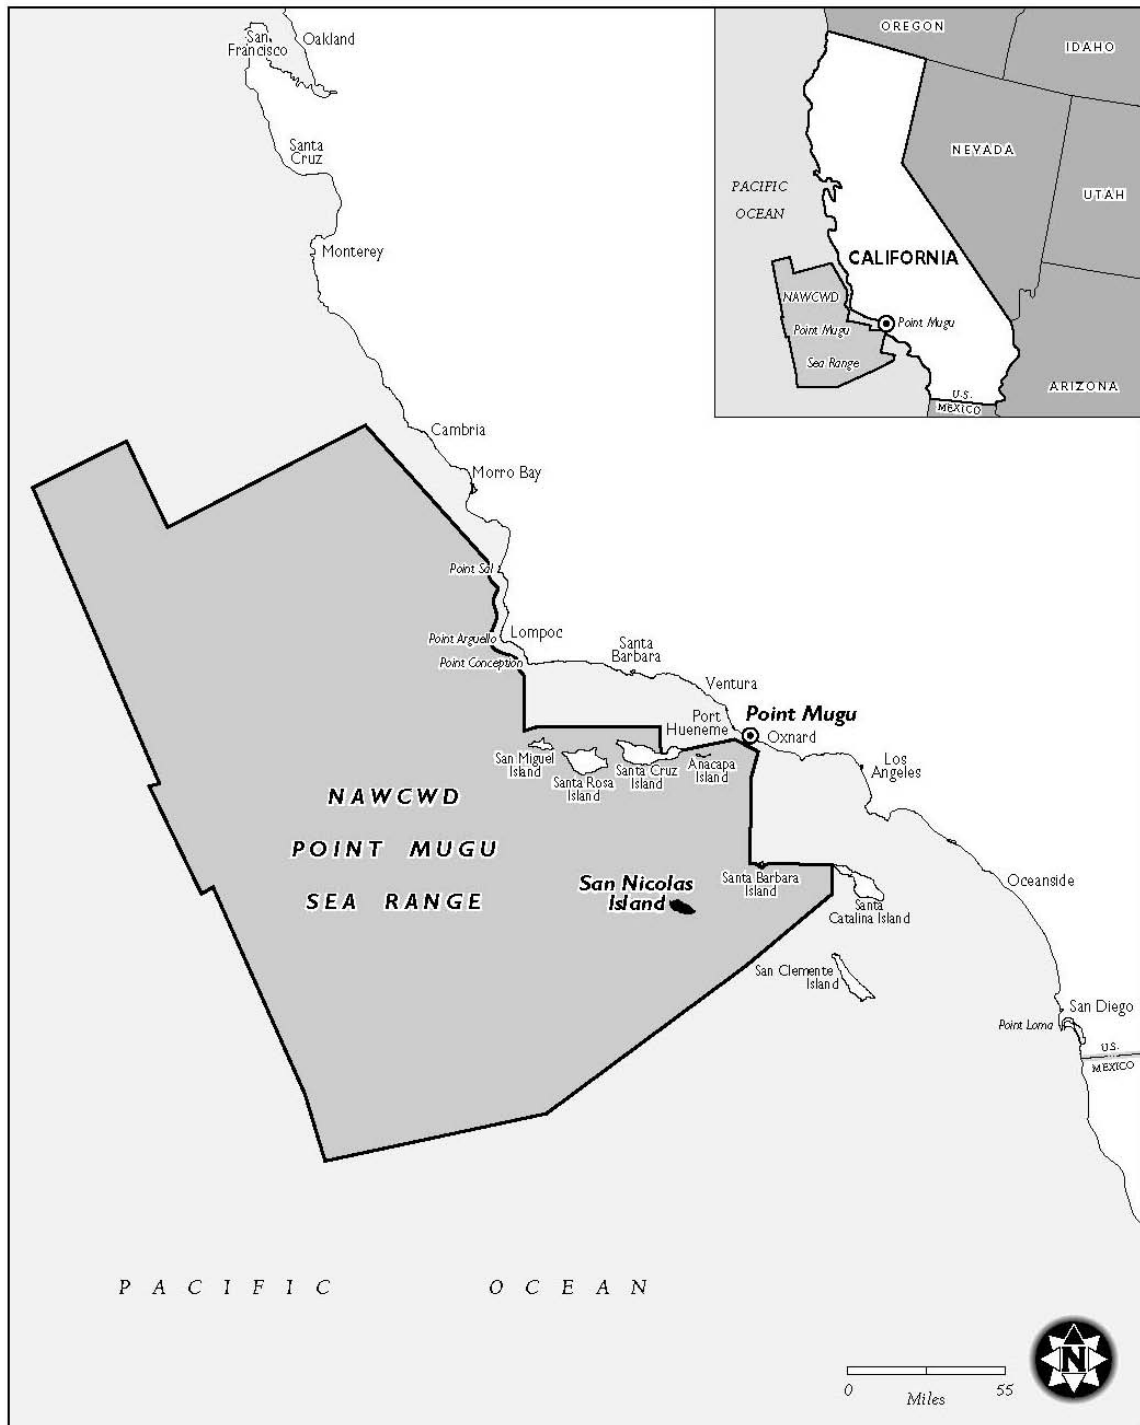 San
Francisco
Oakland
Santa
Cruz
Monterey
Cambria
Morro Bay
Point Sal
Point Arguello
Lompoc
Point Conception
Santa
Barbara
Ventura
Port
Hueneme
Point Mugu
Oxnard
Los
Angeles
San Miguel
Island
Santa Rosa
Island
Santa Cruz
Island
Anacapa
Island
NAWCWD
POINT MUGU
SEA RANGE
San Nicolas
Island
Santa Barbara
Island
Santa
Catalina Island
Oceanside
San Clemente
Island
San Diego
Point Loma
U.S.
MEXICO
PACIFIC OCEAN
0 55
Miles
N
OREGON
IDAHO
NEVADA
UTAH
PACIFIC
OCEAN
CALIFORNIA
NAWCWD
Point Mugu
Sea Range
Point Mugu
ARIZONA
U.S.
MEXICO